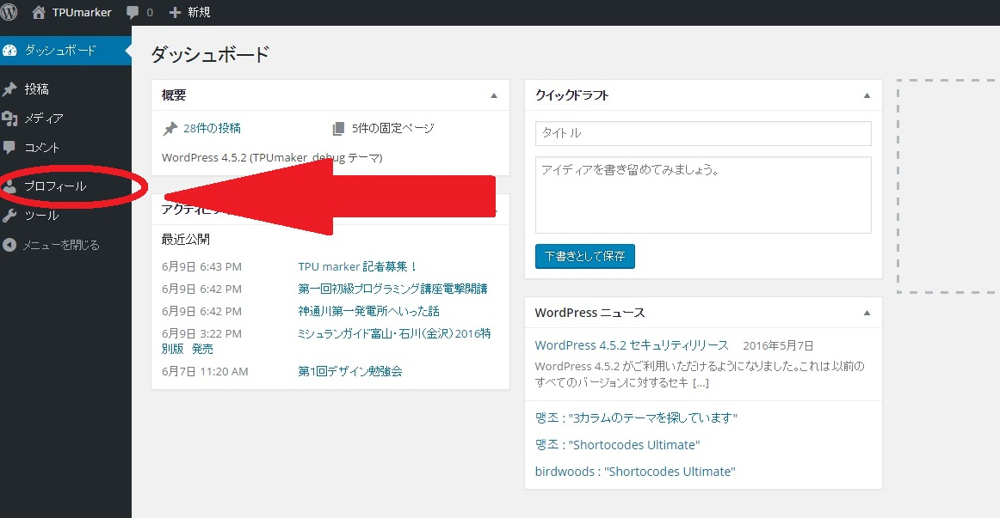 TPUmarker 0 新規
ダッシュボード
投稿
メディア
コメント
プロフィール
ツール
メニューを閉じる
ダッシュボード
概要
28件の投稿 5件の固定ページ
WordPress 4.5.2 (TPUmaker_debug テーマ)
最近公開
6月9日 6:43 PM TPU marker 記者募集！
6月9日 6:42 PM 第一回初級プログラミング講座電撃開講
6月9日 6:42 PM 神通川第一発電所へいった話
6月9日 3:22 PM ミシュランガイド富山・石川（金沢）2016特
別版 発売
6月7日 11:20 AM 第1回デザイン勉強会
クイックドラフト
タイトル
アイディアを書き留めてみましょう。
下書きとして保存
WordPress ニュース
WordPress 4.5.2 セキュリティリリース 2016年5月7日
WordPress 4.5.2 がご利用いただけるようになりました。これは以前の
すべてのバージョンに対するセキ […]
맹조 : "3カラムのテーマを探しています"
맹조 : "Shortocodes Ultimate"
birdwoods : "Shortocodes Ultimate"